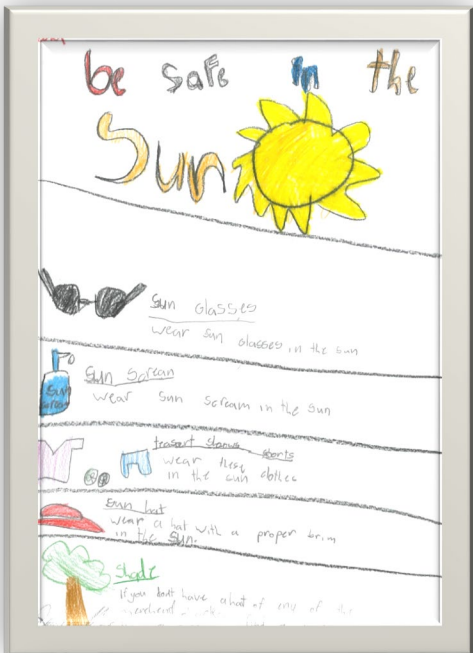 be safe in the
Sun
Sun Glasses
wear sun glasses in the sun
Sun Screan
Sun
wear sun scream in the sun
wear these
in the sun clothes
Sun hat
wear a hat with a proper brim
in the sun.
Shade
if you dont have a hat of any of